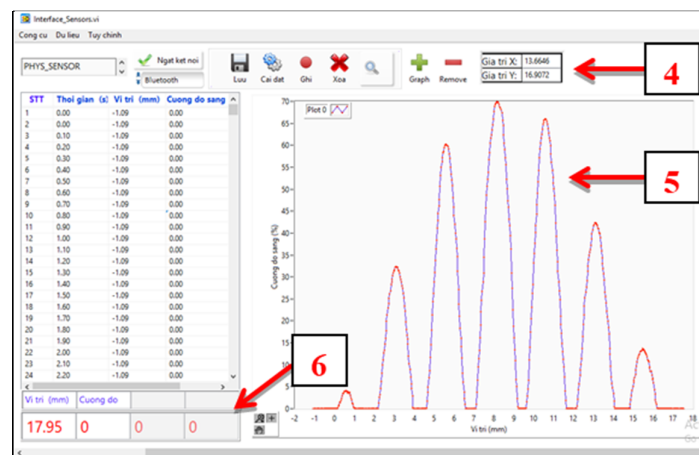 Interface_Sensors.vi
Cong cu Du lieu Tuy chinh
PHYS_SENSOR
Ngat ket noi
Bluetooth
Luu Cai dat Ghi Xoa Graph Remove
Gia tri X: 13.6646
Gia tri Y: 16.9072
4
STT Thoi gian (s) Vi tri (mm) Cuong do sang
1 0.00 -1.09 0.00
2 0.00 -1.09 0.00
3 0.10 -1.09 0.00
4 0.20 -1.09 0.00
5 0.30 -1.09 0.00
6 0.40 -1.09 0.00
7 0.50 -1.09 0.00
8 0.60 -1.09 0.00
9 0.70 -1.09 0.00
10 0.80 -1.09 0.00
11 0.90 -1.09 0.00
12 1.00 -1.09 0.00
13 1.10 -1.09 0.00
14 1.20 -1.09 0.00
15 1.30 -1.09 0.00
16 1.40 -1.09 0.00
17 1.50 -1.09 0.00
18 1.60 -1.09 0.00
19 1.70 -1.09 0.00
20 1.80 -1.09 0.00
21 1.90 -1.09 0.00
22 2.00 -1.09 0.00
23 2.10 -1.09 0.00
24 2.20 -1.09 0.00
Vi tri (mm) Cuong do
17.95 0 0 0
6
Plot 0
Cuong do sang (%)
70
65
60
55
50
45
40
35
30
25
20
15
10
5
0
-2 -1 0 1 2 3 4 5 6 7 8 9 10 11 12 13 14 15 16 17 18
Vi tri (mm)
5